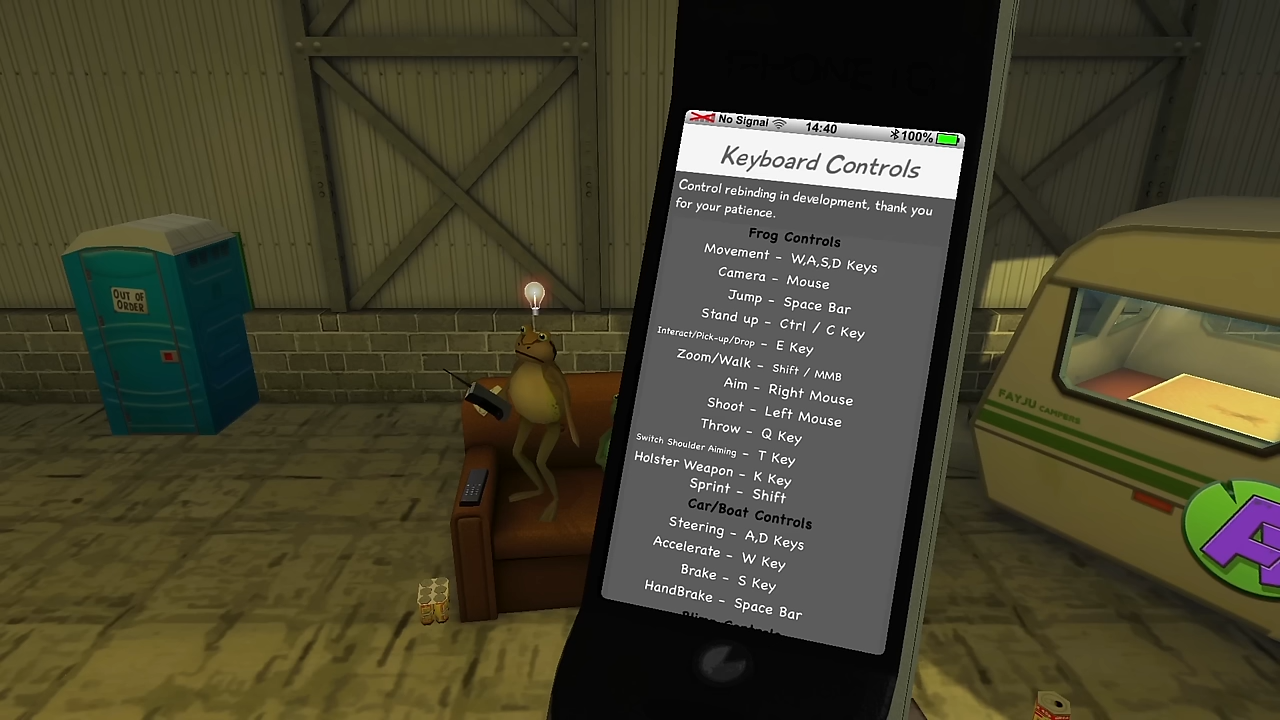 No Signal 14:40 100%
Keyboard Controls
Control rebinding in development, thank you
for your patience.
Frog Controls
Movement - W,A,S,D Keys
Camera - Mouse
Jump - Space Bar
Stand up - Ctrl / C Key
Interact/Pick-up/Drop - E Key
Zoom/Walk - Shift / MMB
Aim - Right Mouse
Shoot - Left Mouse
Throw - Q Key
Switch Shoulder Aiming - T Key
Holster Weapon - K Key
Sprint - Shift
Car/Boat Controls
Steering - A,D Keys
Accelerate - W Key
Brake - S Key
HandBrake - Space Bar
OUT OF
ORDER
FAYJU CAMPERS